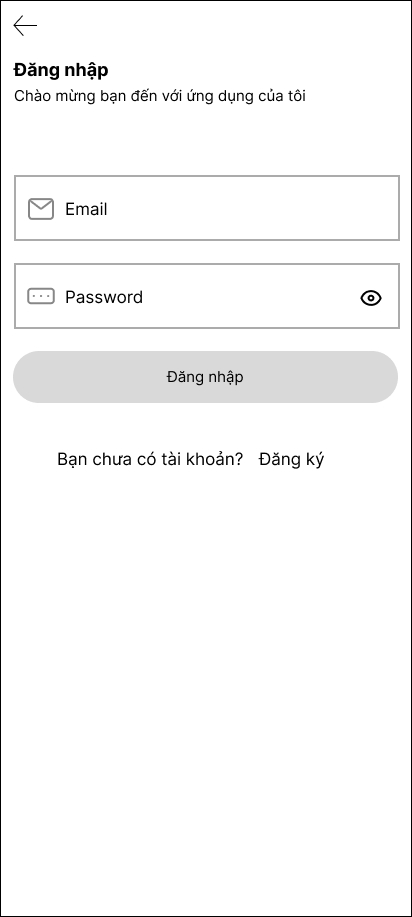 Đăng nhập
Chào mừng bạn đến với ứng dụng của tôi
Email
Password
Đăng nhập
Bạn chưa có tài khoản? Đăng ký